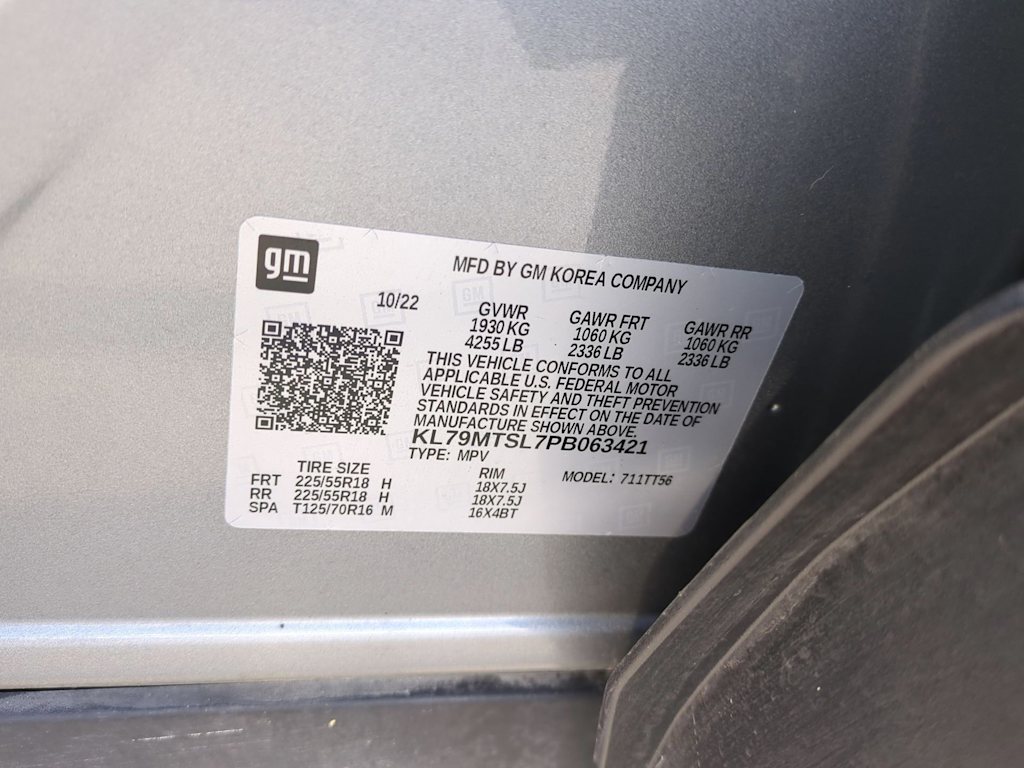 gm
MFD BY GM KOREA COMPANY
10/22
GVWR
1930 KG
4255 LB
GAWR FRT
1060 KG
2336 LB
GAWR RR
1060 KG
2336 LB
THIS VEHICLE CONFORMS TO ALL
APPLICABLE U.S. FEDERAL MOTOR
VEHICLE SAFETY AND THEFT PREVENTION
STANDARDS IN EFFECT ON THE DATE OF
MANUFACTURE SHOWN ABOVE.
KL79MTSL7PB063421
TYPE: MPV
MODEL: 711TT56
TIRE SIZE RIM
FRT 225/55R18 H 18X7.5J
RR 225/55R18 H 18X7.5J
SPA T125/70R16 M 16X4BT